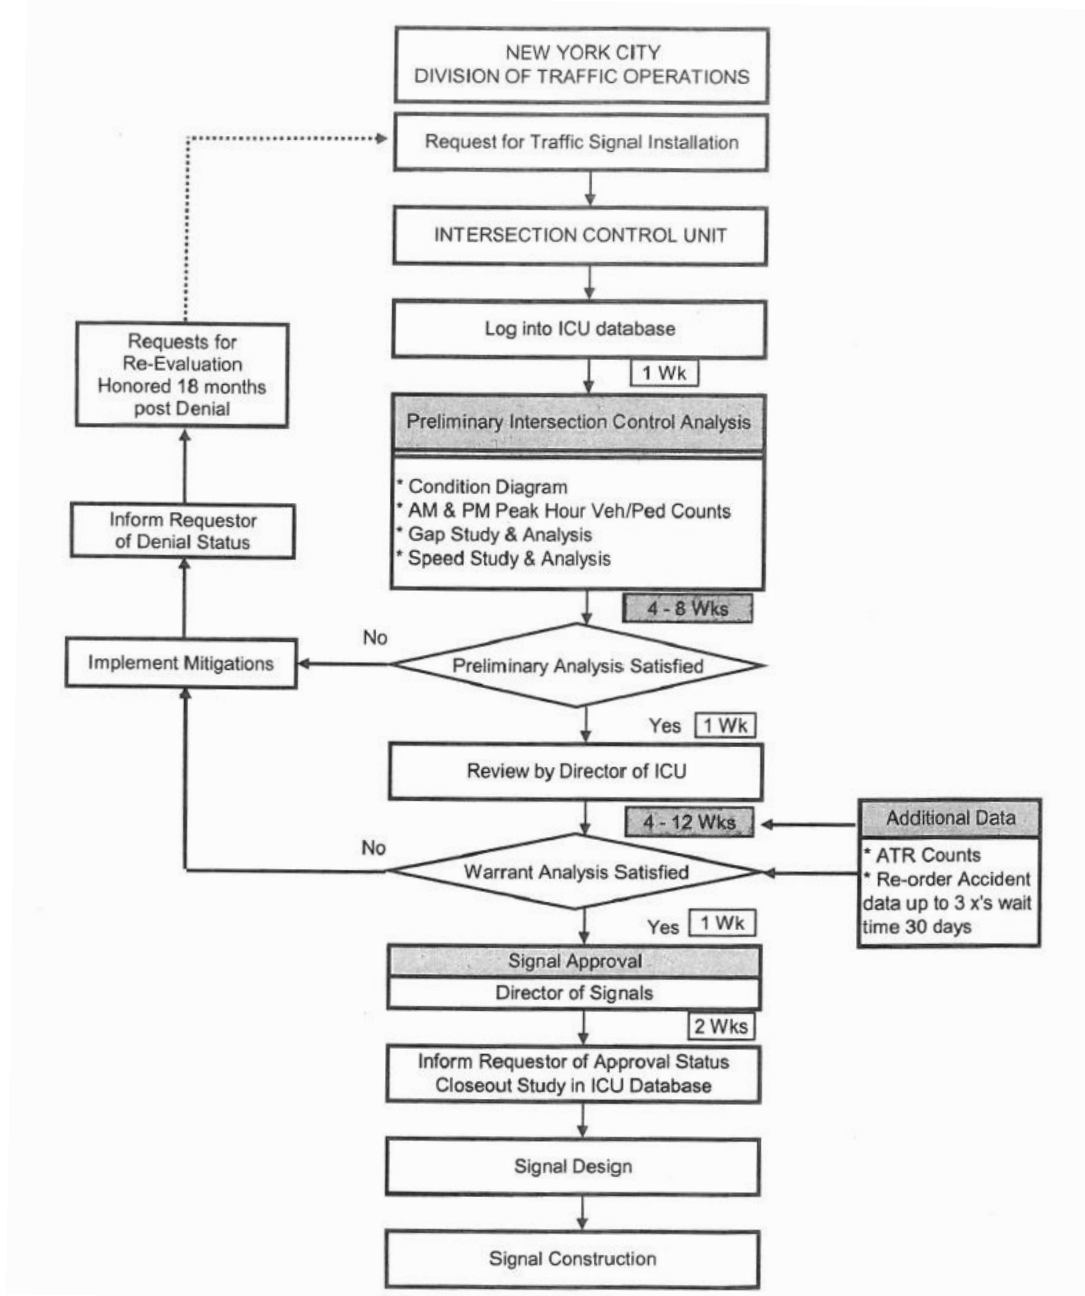 NEW YORK CITY
DIVISION OF TRAFFIC OPERATIONS
Request for Traffic Signal Installation
INTERSECTION CONTROL UNIT
Log into ICU database
1 Wk
Requests for
Re-Evaluation
Honored 18 months
post Denial
Preliminary Intersection Control Analysis
* Condition Diagram
* AM & PM Peak Hour Veh/Ped Counts
* Gap Study & Analysis
* Speed Study & Analysis
Inform Requestor
of Denial Status
4 - 8 Wks
No
Implement Mitigations
Preliminary Analysis Satisfied
Yes
1 Wk
Review by Director of ICU
4 - 12 Wks
Additional Data
* ATR Counts
* Re-order Accident
data up to 3 x's wait
time 30 days
No
Warrant Analysis Satisfied
Yes
1 Wk
Signal Approval
Director of Signals
2 Wks
Inform Requestor of Approval Status
Closeout Study in ICU Database
Signal Design
Signal Construction